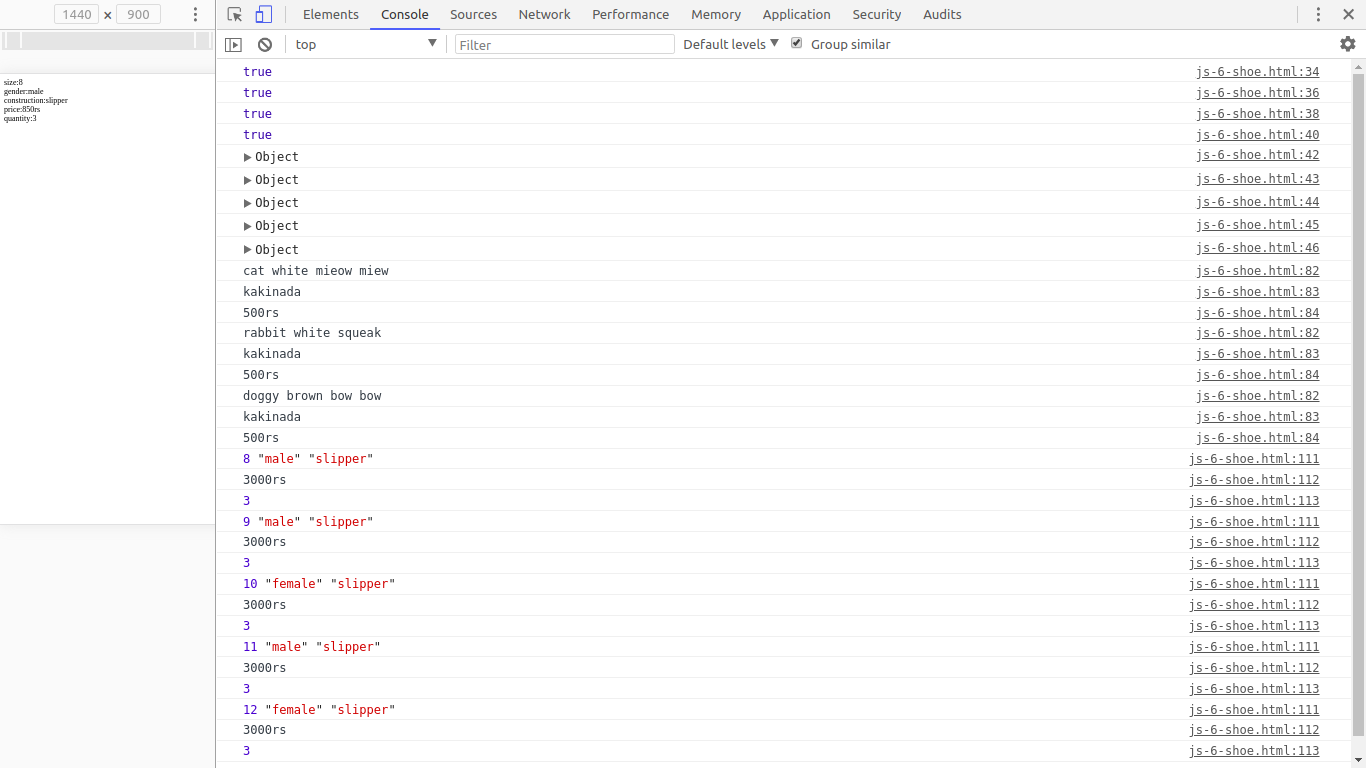 1440 × 900
Elements Console Sources Network Performance Memory Application Security Audits
top Filter Default levels Group similar
size:8
gender:male
construction:slipper
price:850rs
quantity:3
true js-6-shoe.html:34
true js-6-shoe.html:36
true js-6-shoe.html:38
true js-6-shoe.html:40
Object js-6-shoe.html:42
Object js-6-shoe.html:43
Object js-6-shoe.html:44
Object js-6-shoe.html:45
Object js-6-shoe.html:46
cat white mieow miew js-6-shoe.html:82
kakinada js-6-shoe.html:83
500rs js-6-shoe.html:84
rabbit white squeak js-6-shoe.html:82
kakinada js-6-shoe.html:83
500rs js-6-shoe.html:84
doggy brown bow bow js-6-shoe.html:82
kakinada js-6-shoe.html:83
500rs js-6-shoe.html:84
8 "male" "slipper" js-6-shoe.html:111
3000rs js-6-shoe.html:112
3 js-6-shoe.html:113
9 "male" "slipper" js-6-shoe.html:111
3000rs js-6-shoe.html:112
3 js-6-shoe.html:113
10 "female" "slipper" js-6-shoe.html:111
3000rs js-6-shoe.html:112
3 js-6-shoe.html:113
11 "male" "slipper" js-6-shoe.html:111
3000rs js-6-shoe.html:112
3 js-6-shoe.html:113
12 "female" "slipper" js-6-shoe.html:111
3000rs js-6-shoe.html:112
3 js-6-shoe.html:113